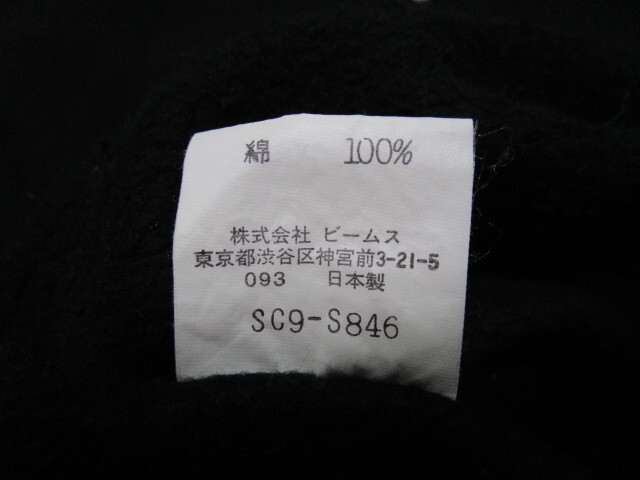 綿 100%
株式会社 ビームス
東京都渋谷区神宮前3-21-5
093 日本製
SC9-S846